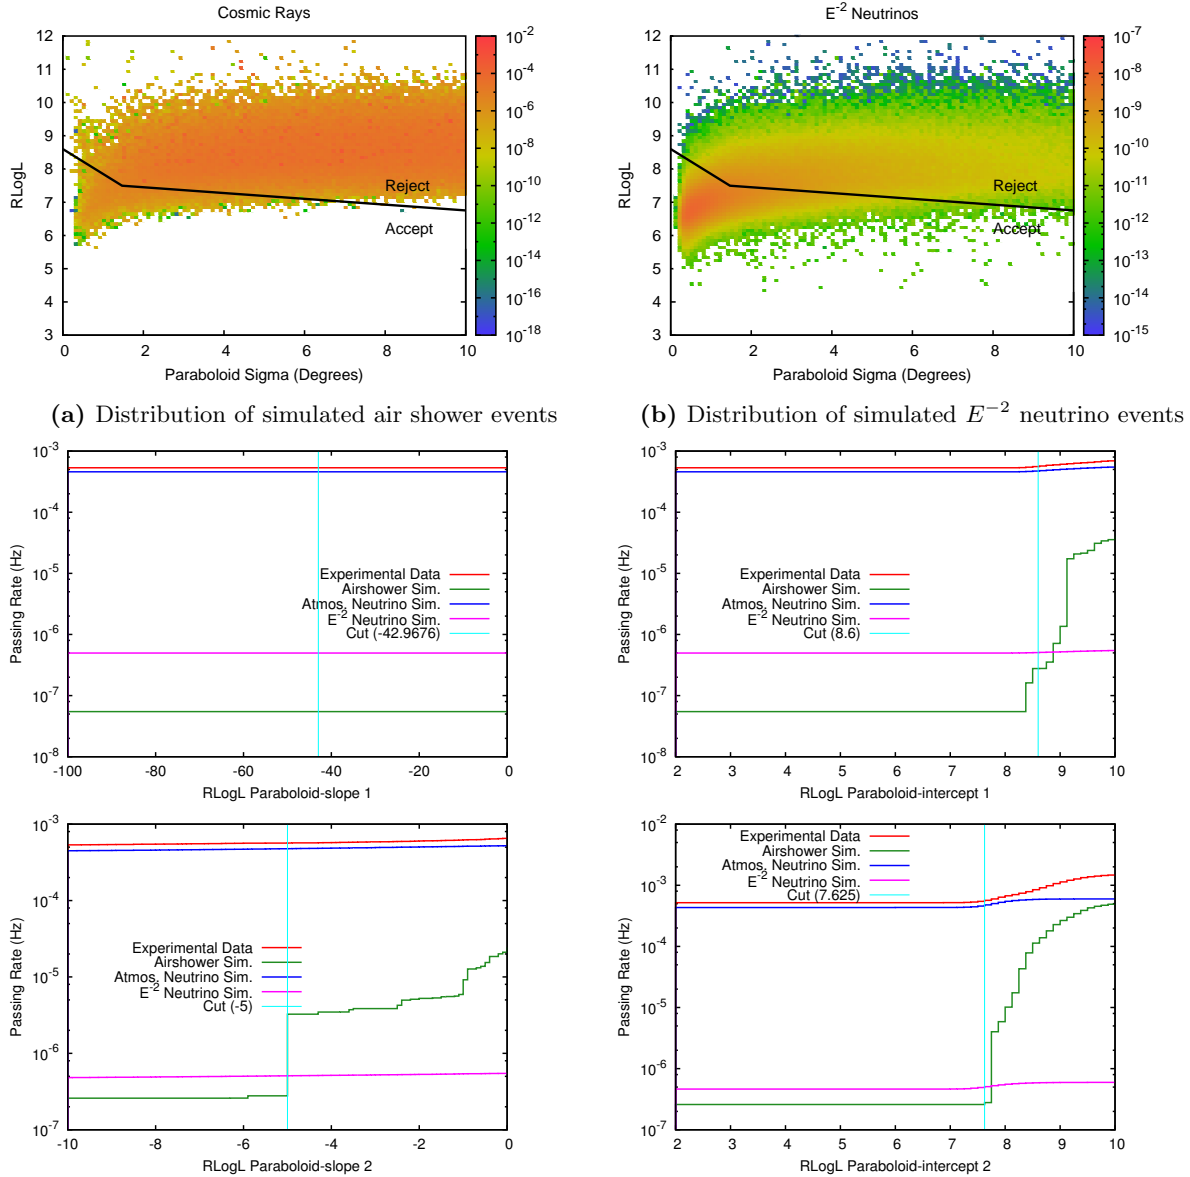 Cosmic Rays
12
11
10
9
8
7
6
5
4
3
RLogL
Reject
Accept
0 2 4 6 8 10
Paraboloid Sigma (Degrees)
10^-2
10^-4
10^-6
10^-8
10^-10
10^-12
10^-14
10^-16
10^-18
E^-2 Neutrinos
12
11
10
9
8
7
6
5
4
3
RLogL
Reject
Accept
0 2 4 6 8 10
Paraboloid Sigma (Degrees)
10^-7
10^-8
10^-9
10^-10
10^-11
10^-12
10^-13
10^-14
10^-15
(a) Distribution of simulated air shower events
(b) Distribution of simulated E^−2 neutrino events
10^-3
10^-4
10^-5
10^-6
10^-7
10^-8
Passing Rate (Hz)
Experimental Data
Airshower Sim.
Atmos. Neutrino Sim.
E^-2 Neutrino Sim.
Cut (-42.9676)
-100 -80 -60 -40 -20 0
RLogL Paraboloid-slope 1
10^-3
10^-4
10^-5
10^-6
10^-7
10^-8
Passing Rate (Hz)
Experimental Data
Airshower Sim.
Atmos. Neutrino Sim.
E^-2 Neutrino Sim.
Cut (8.6)
2 3 4 5 6 7 8 9 10
RLogL Paraboloid-intercept 1
10^-3
10^-4
10^-5
10^-6
10^-7
Passing Rate (Hz)
Experimental Data
Airshower Sim.
Atmos. Neutrino Sim.
E^-2 Neutrino Sim.
Cut (-5)
-10 -8 -6 -4 -2 0
RLogL Paraboloid-slope 2
10^-2
10^-3
10^-4
10^-5
10^-6
10^-7
Passing Rate (Hz)
Experimental Data
Airshower Sim.
Atmos. Neutrino Sim.
E^-2 Neutrino Sim.
Cut (7.625)
2 3 4 5 6 7 8 9 10
RLogL Paraboloid-intercept 2